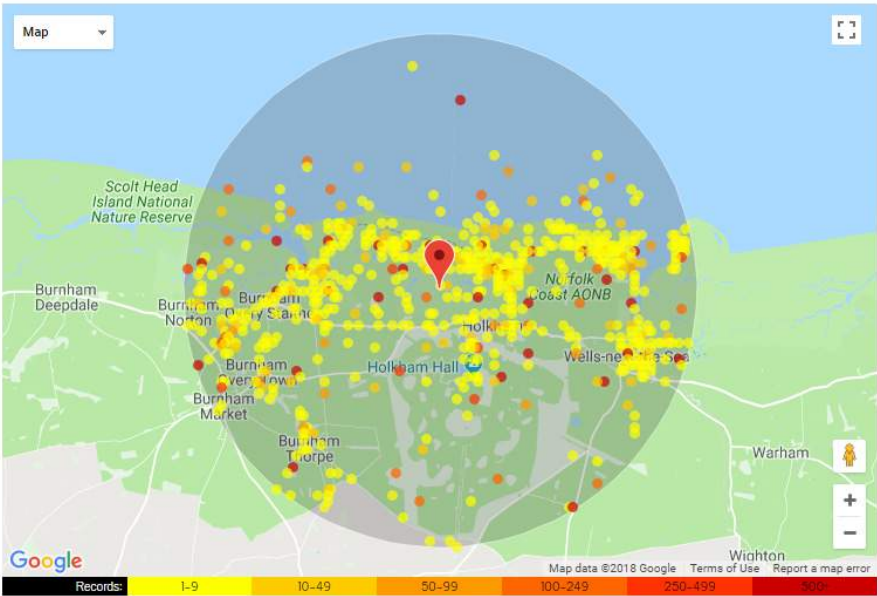 Map
Scolt Head
Island National
Nature Reserve
Burnham
Deepdale
Burnham
Norton
Burnham
Overy Staithe
Norfolk
Coast AONB
Holkham
Holkham Hall
Wells-next-the-Sea
Burnham
Overy Town
Burnham
Market
Burnham
Thorpe
Warham
Wighton
Google
Map data ©2018 Google Terms of Use Report a map error
Records: 1-9 10-49 50-99 100-249 250-499 500+